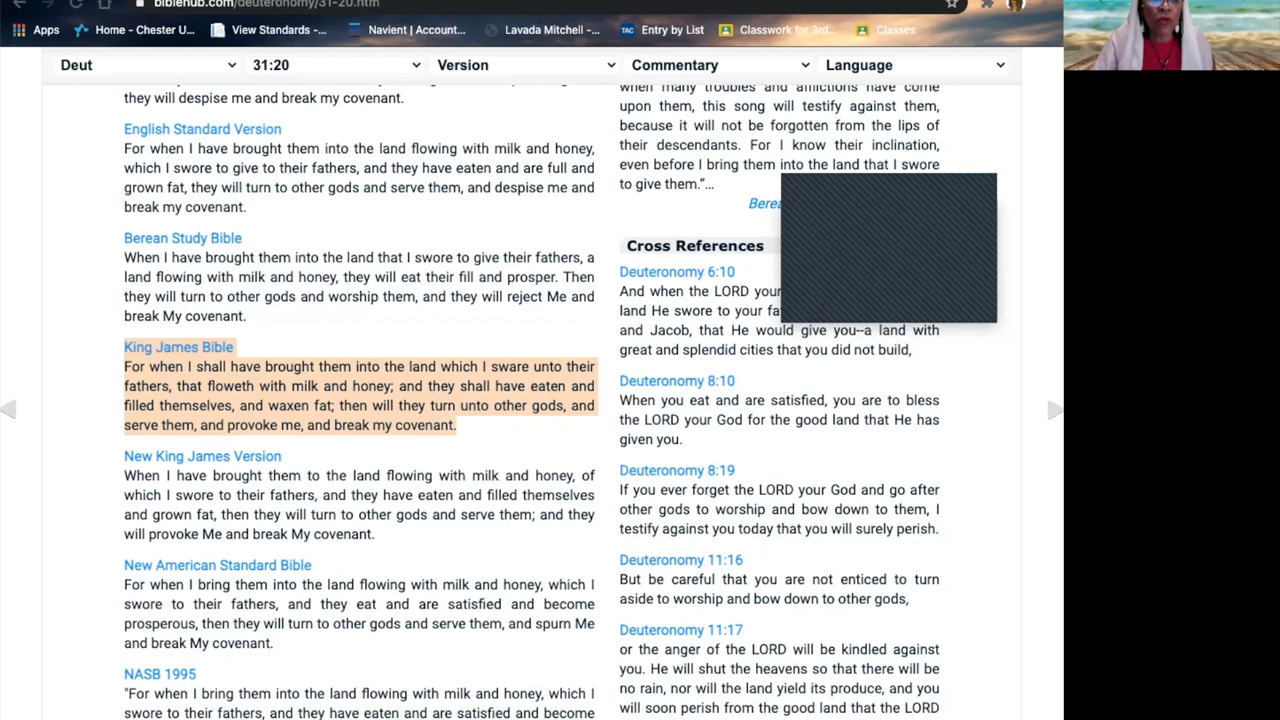 biblehub.com/deuteronomy/31-20.htm
Apps Home - Chester U... View Standards -... Navient | Account... Lavada Mitchell -... TAC Entry by List Classwork for 3rd... Classes
Deut 31:20 Version Commentary Language
they will despise me and break my covenant.
English Standard Version
For when I have brought them into the land flowing with milk and honey,
which I swore to give to their fathers, and they have eaten and are full and
grown fat, they will turn to other gods and serve them, and despise me and
break my covenant.
Berean Study Bible
When I have brought them into the land that I swore to give their fathers, a
land flowing with milk and honey, they will eat their fill and prosper. Then
they will turn to other gods and worship them, and they will reject Me and
break My covenant.
King James Bible
For when I shall have brought them into the land which I sware unto their
fathers, that floweth with milk and honey; and they shall have eaten and
filled themselves, and waxen fat; then will they turn unto other gods, and
serve them, and provoke me, and break my covenant.
New King James Version
When I have brought them to the land flowing with milk and honey, of
which I swore to their fathers, and they have eaten and filled themselves
and grown fat, then they will turn to other gods and serve them; and they
will provoke Me and break My covenant.
New American Standard Bible
For when I bring them into the land flowing with milk and honey, which I
swore to their fathers, and they eat and are satisfied and become
prosperous, then they will turn to other gods and serve them, and spurn Me
and break My covenant.
NASB 1995
"For when I bring them into the land flowing with milk and honey, which I
swore to their fathers, and they have eaten and are satisfied and become
when many troubles and afflictions have come
upon them, this song will testify against them,
because it will not be forgotten from the lips of
their descendants. For I know their inclination,
even before I bring them into the land that I swore
to give them.”...
Berea
Cross References
Deuteronomy 6:10
And when the LORD your
land He swore to your fa
and Jacob, that He would give you--a land with
great and splendid cities that you did not build,
Deuteronomy 8:10
When you eat and are satisfied, you are to bless
the LORD your God for the good land that He has
given you.
Deuteronomy 8:19
If you ever forget the LORD your God and go after
other gods to worship and bow down to them, I
testify against you today that you will surely perish.
Deuteronomy 11:16
But be careful that you are not enticed to turn
aside to worship and bow down to other gods,
Deuteronomy 11:17
or the anger of the LORD will be kindled against
you. He will shut the heavens so that there will be
no rain, nor will the land yield its produce, and you
will soon perish from the good land that the LORD